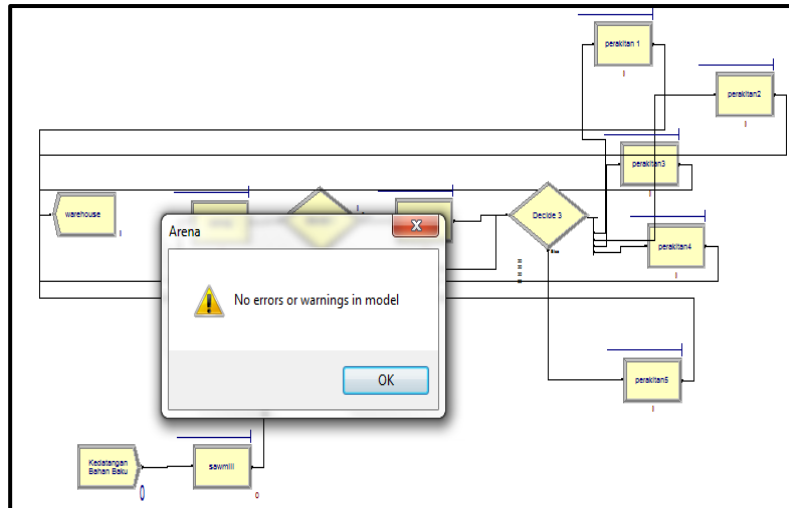 perakitan 1
perakitan2
perakitan3
warehouse
Decide 3
perakitan4
Arena
No errors or warnings in model
OK
perakitan5
Kedatangan
Bahan Baku
0
sawmill
0